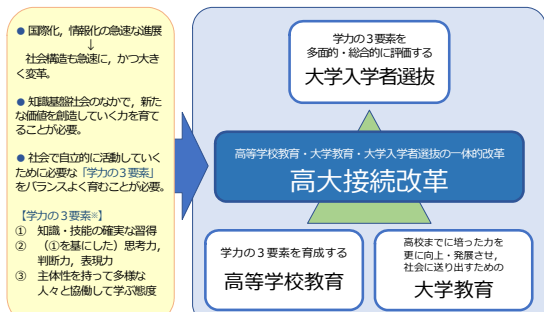 ● 国際化，情報化の急速な進展
↓
社会構造も急速に，かつ大き
く変革。
● 知識基盤社会のなかで，新た
な価値を創造していく力を育て
ることが必要。
● 社会で自立的に活動していく
ために必要な「学力の３要素」
をバランスよく育むことが必要。
【学力の３要素※】
① 知識・技能の確実な習得
② （①を基にした）思考力，
判断力，表現力
③ 主体性を持って多様な
人々と協働して学ぶ態度
学力の３要素を
多面的・総合的に評価する
大学入学者選抜
高等学校教育・大学教育・大学入学者選抜の一体的改革
高大接続改革
学力の３要素を育成する
高等学校教育
高校までに培った力を
更に向上・発展させ，
社会に送り出すための
大学教育